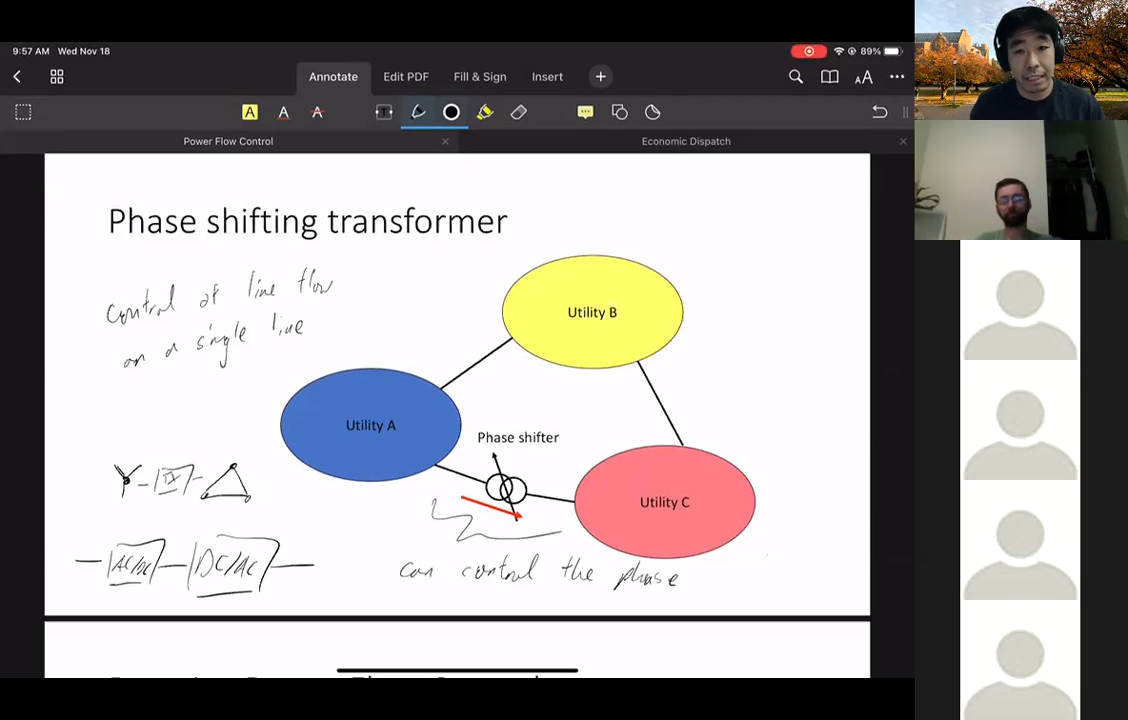 9:57 AM Wed Nov 18
89%
Annotate
Edit PDF
Fill & Sign
Insert
A A A T
AA
Power Flow Control
Economic Dispatch
Phase shifting transformer
control of line flow
on a single line
Utility B
Utility A
Phase shifter
Utility C
Y
AC/DC DC/AC
can control the phase